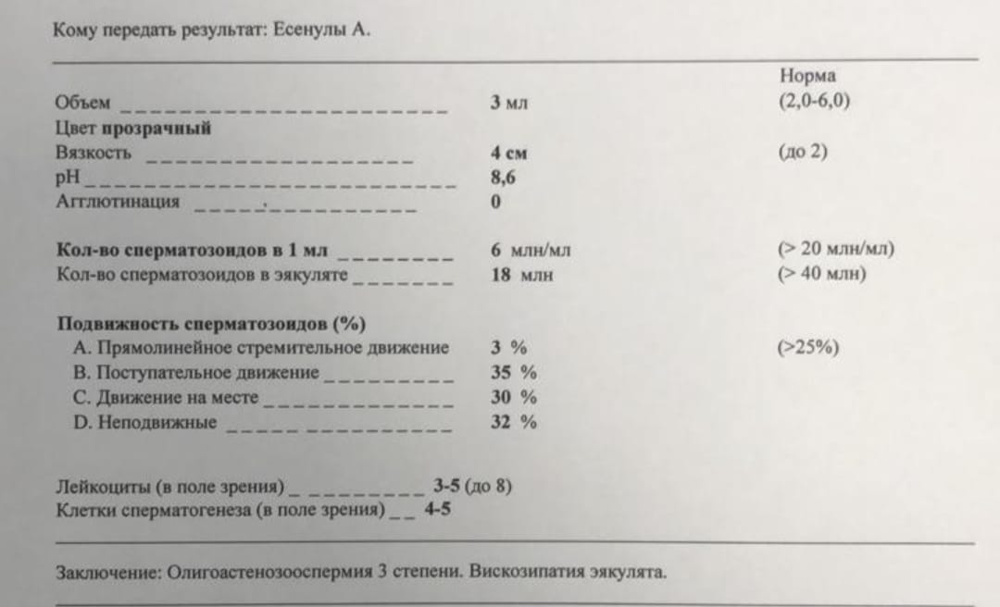 Кому передать результат: Есенулы А.
Норма
Объем 3 мл (2,0-6,0)
Цвет прозрачный
Вязкость 4 см (до 2)
pH 8,6
Агглютинация 0
Кол-во сперматозоидов в 1 мл 6 млн/мл (> 20 млн/мл)
Кол-во сперматозоидов в эякуляте 18 млн (> 40 млн)
Подвижность сперматозоидов (%)
A. Прямолинейное стремительное движение 3 % (>25%)
B. Поступательное движение 35 %
C. Движение на месте 30 %
D. Неподвижные 32 %
Лейкоциты (в поле зрения) 3-5 (до 8)
Клетки сперматогенеза (в поле зрения) 4-5
Заключение: Олигоастенозооспермия 3 степени. Вискозипатия эякулята.